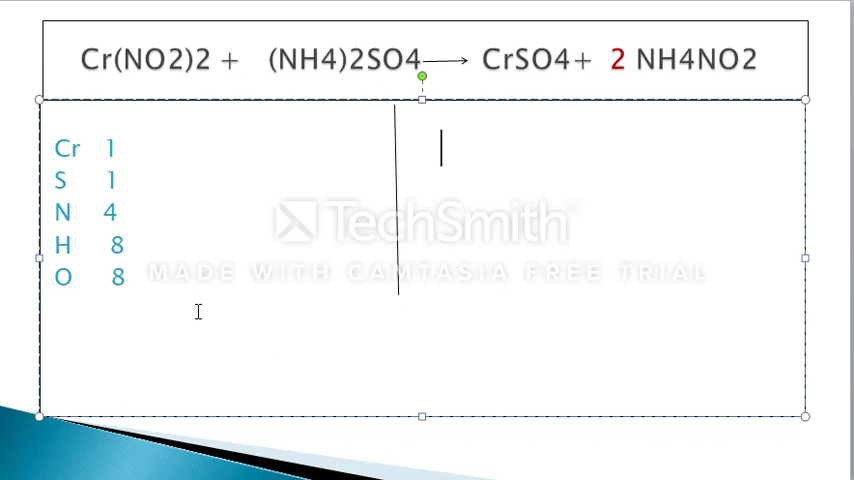 Cr(NO2)2 + (NH4)2SO4 → CrSO4+ 2 NH4NO2
Cr 1
S 1
N 4
H 8
O 8
TechSmith
MADE WITH CAMTASIA FREE TRIAL